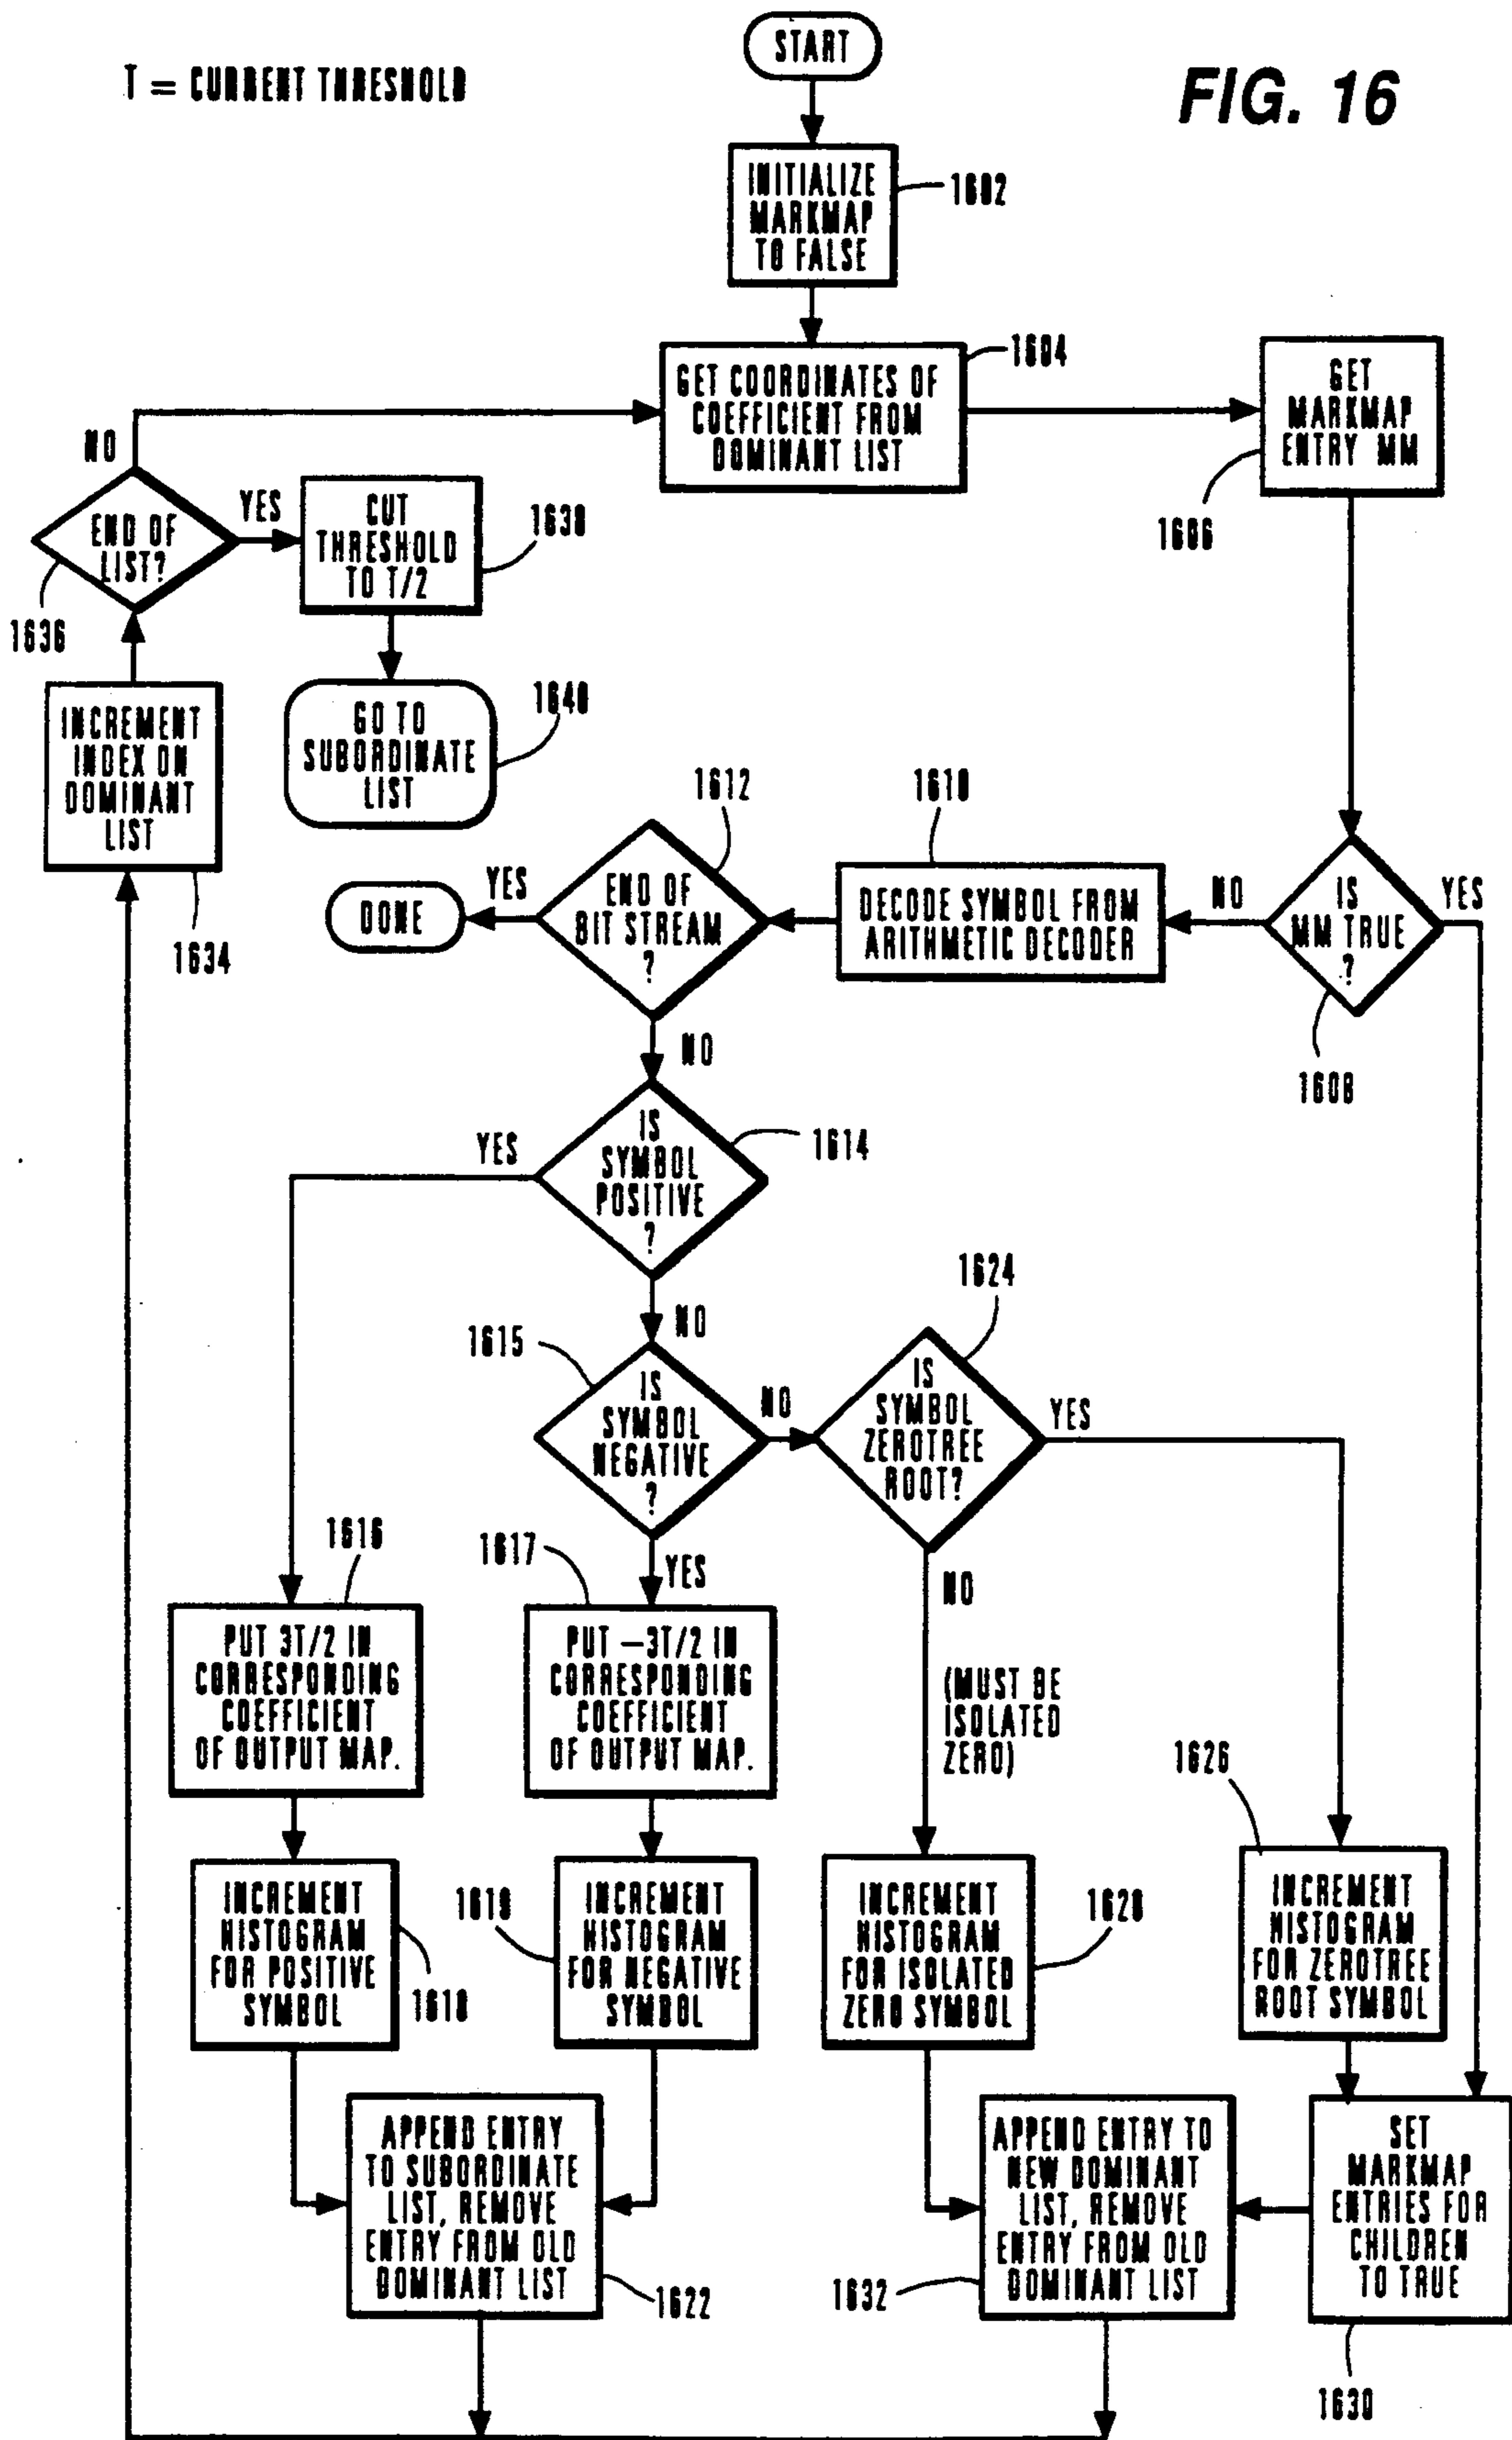 START
T = CURRENT THRESHOLD
FIG. 16
INITIALIZE
MARKMAP
TO FALSE
1602
GET COORDINATES OF
COEFFICIENT FROM
DOMINANT LIST
1604
GET
MARKMAP
ENTRY MM
1606
NO
END OF
LIST?
1636
YES
CUT
THRESHOLD
TO T/2
1638
GO TO
SUBORDINATE
LIST
1640
INCREMENT
INDEX ON
DOMINANT
LIST
1634
IS
MM TRUE
?
1608
YES
NO
DECODE SYMBOL FROM
ARITHMETIC DECODER
1610
END OF
BIT STREAM
?
1612
YES
DONE
NO
IS
SYMBOL
POSITIVE
?
1614
YES
NO
IS
SYMBOL
NEGATIVE
?
1615
NO
IS
SYMBOL
ZEROTREE
ROOT?
1624
YES
YES
NO
(MUST BE
ISOLATED
ZERO)
PUT 3T/2 IN
CORRESPONDING
COEFFICIENT
OF OUTPUT MAP.
1616
PUT —3T/2 IN
CORRESPONDING
COEFFICIENT
OF OUTPUT MAP.
1617
INCREMENT
HISTOGRAM
FOR POSITIVE
SYMBOL
1618
INCREMENT
HISTOGRAM
FOR NEGATIVE
SYMBOL
1619
INCREMENT
HISTOGRAM
FOR ISOLATED
ZERO SYMBOL
1628
INCREMENT
HISTOGRAM
FOR ZEROTREE
ROOT SYMBOL
1626
APPEND ENTRY
TO SUBORDINATE
LIST, REMOVE
ENTRY FROM OLD
DOMINANT LIST
1622
APPEND ENTRY TO
NEW DOMINANT
LIST, REMOVE
ENTRY FROM OLD
DOMINANT LIST
1632
SET
MARKMAP
ENTRIES FOR
CHILDREN
TO TRUE
1630